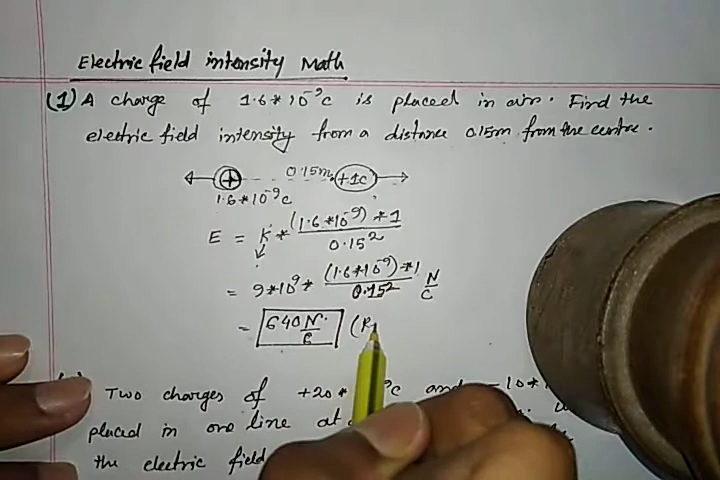 Electric field intensity Math
(1) A charge of 1.6*10⁻⁹c is placed in air. Find the
electric field intensity from a distance 0.15m from the centre.
+ 0.15m +1c
1.6*10⁻⁹c
E = K * (1.6*10⁻⁹) * 1 / 0.15²
= 9*10⁹ * (1.6*10⁻⁹) * 1 / 0.15² N/C
= 640 N/C (R
Two charges of +20* c and -10*
placed in one line at
the electric field